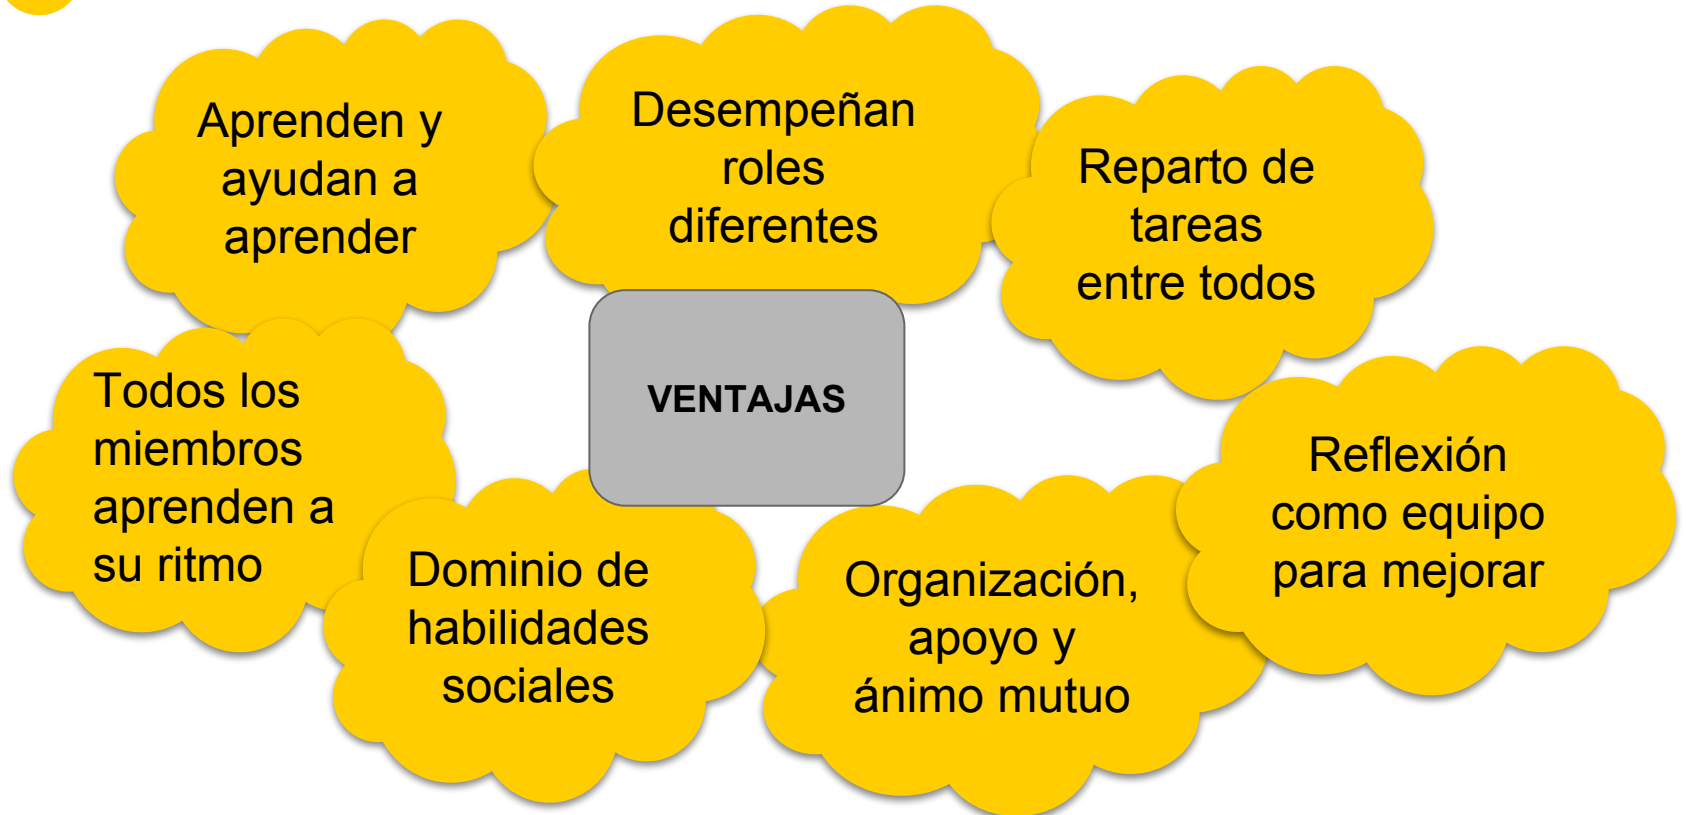 Aprenden y
ayudan a
aprender
Desempeñan
roles
diferentes
Reparto de
tareas
entre todos
VENTAJAS
Todos los
miembros
aprenden a
su ritmo
Dominio de
habilidades
sociales
Organización,
apoyo y
ánimo mutuo
Reflexión
como equipo
para mejorar